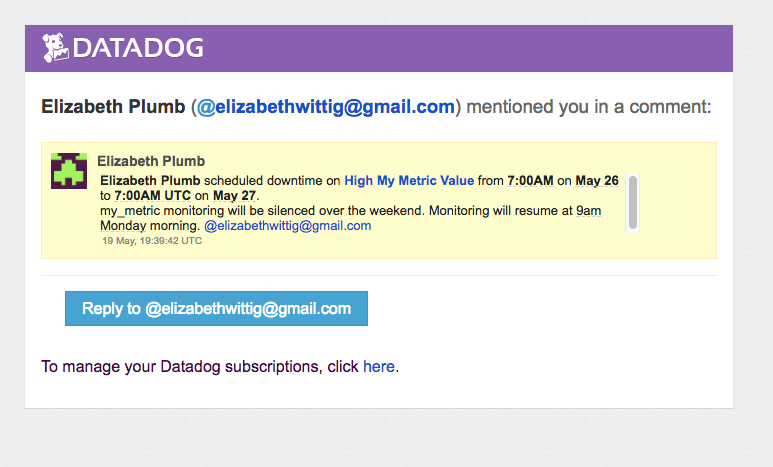 DATADOG
Elizabeth Plumb (@elizabethwittig@gmail.com) mentioned you in a comment:
Elizabeth Plumb
Elizabeth Plumb scheduled downtime on High My Metric Value from 7:00AM on May 26
to 7:00AM UTC on May 27.
my_metric monitoring will be silenced over the weekend. Monitoring will resume at 9am
Monday morning. @elizabethwittig@gmail.com
19 May, 19:39:42 UTC
Reply to @elizabethwittig@gmail.com
To manage your Datadog subscriptions, click here.